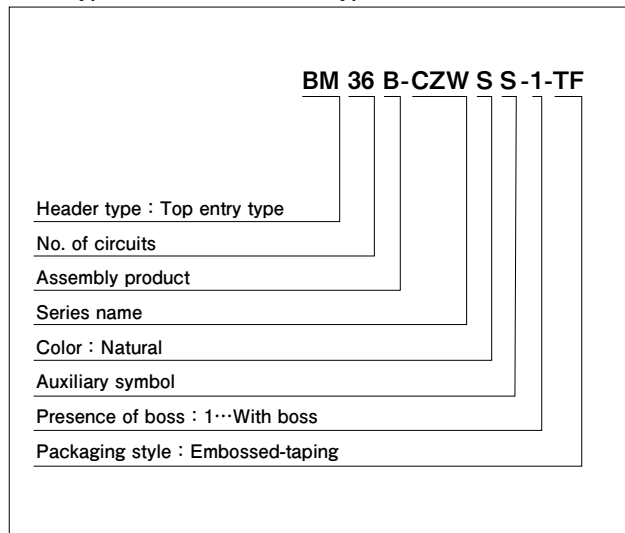 BM 36 B-CZW S S -1-TF
Header type : Top entry type
No. of circuits
Assembly product
Series name
Color : Natural
Auxiliary symbol
Presence of boss : 1…With boss
Packaging style : Embossed-taping